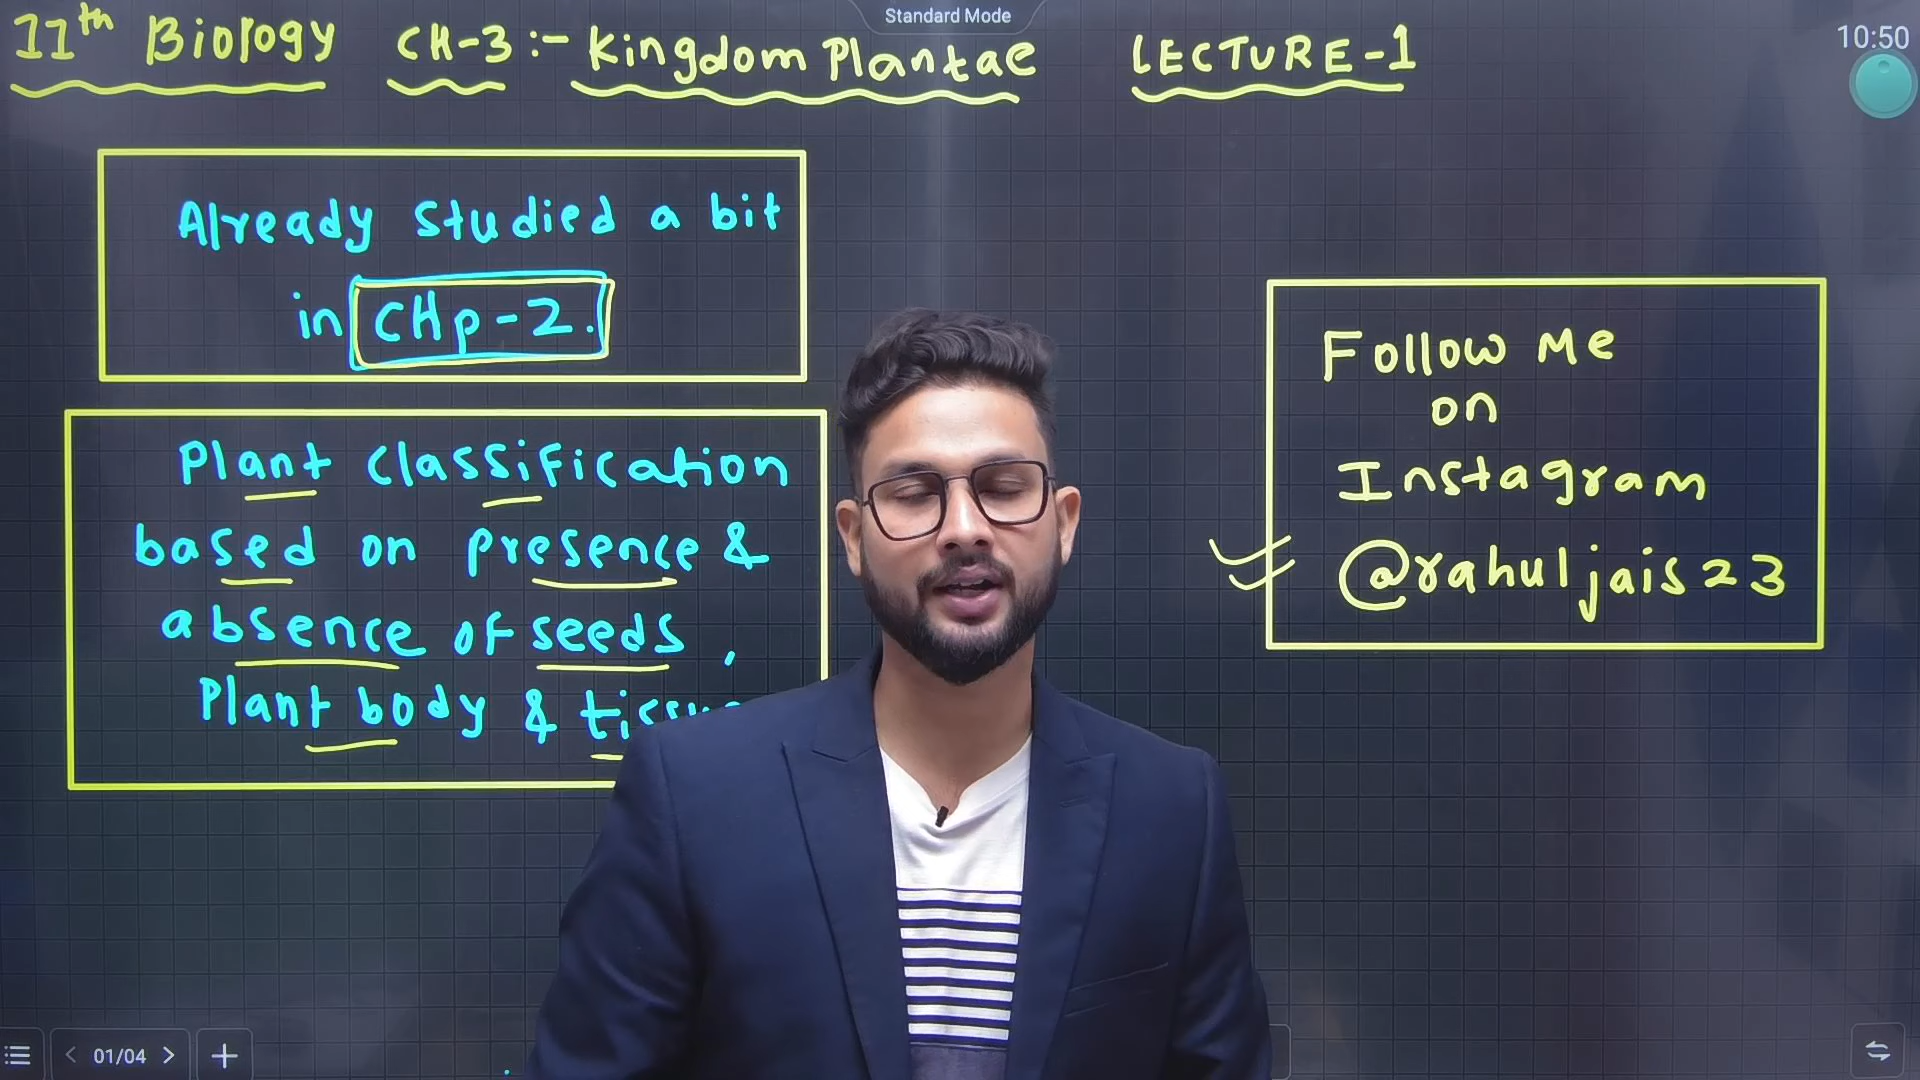 Standard Mode
10:50
11th Biology CH-3:- Kingdom Plantae LECTURE-1
Already studied a bit
in CHp-2.
Plant classification
based on presence &
absence of seeds,
Plant body &
Follow Me
on
Instagram
@rahuljais23
01/04